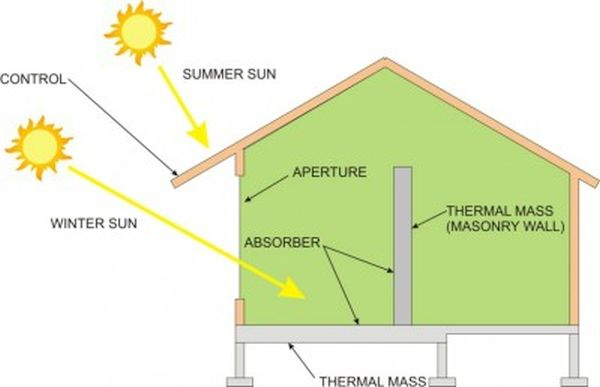 SUMMER SUN
CONTROL
APERTURE
WINTER SUN
THERMAL MASS
(MASONRY WALL)
ABSORBER
THERMAL MASS